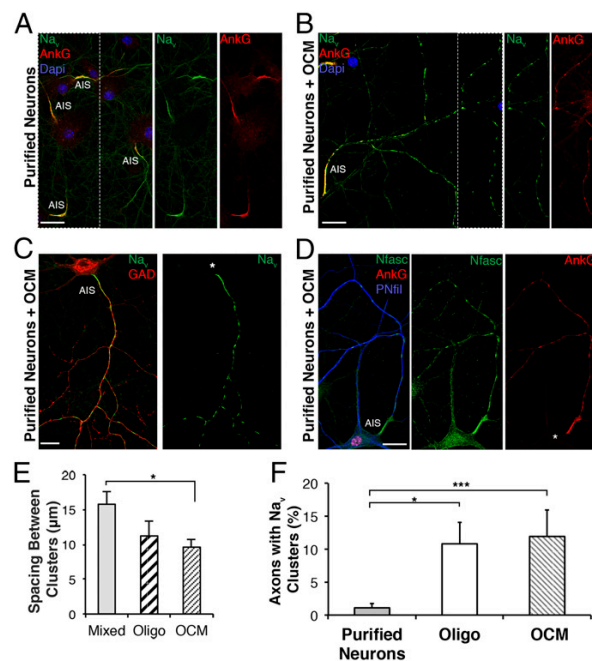 A
Naᵥ
AnkG
Dapi
AIS
AIS
AIS
Naᵥ
AnkG
Purified Neurons
B
Naᵥ
AnkG
Dapi
AIS
Naᵥ
AnkG
Purified Neurons + OCM
C
Naᵥ
GAD
AIS
*
Naᵥ
Purified Neurons + OCM
D
Nfasc
AnkG
PNfil
AIS
Nfasc
AnkG
*
Purified Neurons + OCM
E
Spacing Between
Clusters (μm)
20
15
10
5
0
*
Mixed Oligo OCM
F
Axons with Naᵥ
Clusters (%)
20
15
10
5
0
***
*
Purified
Neurons
Oligo OCM